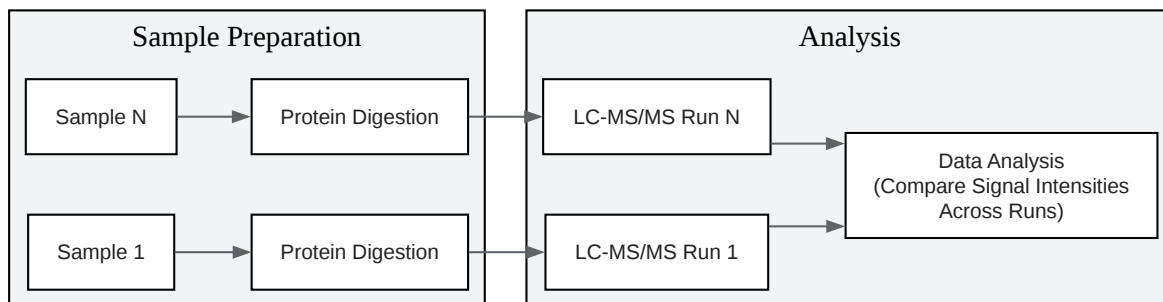 Sample Preparation
Analysis
Sample N
Protein Digestion
LC-MS/MS Run N
Data Analysis
(Compare Signal Intensities
Across Runs)
Sample 1
Protein Digestion
LC-MS/MS Run 1